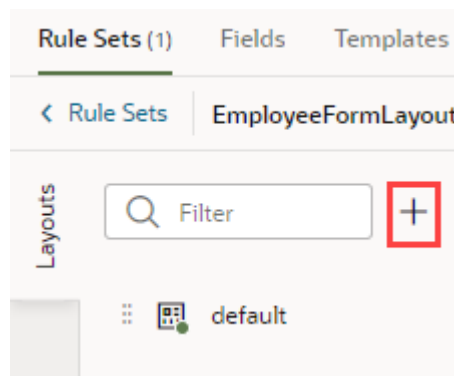 Rule Sets (1) Fields Templates
Rule Sets EmployeeFormLayout
Layouts
Filter
default